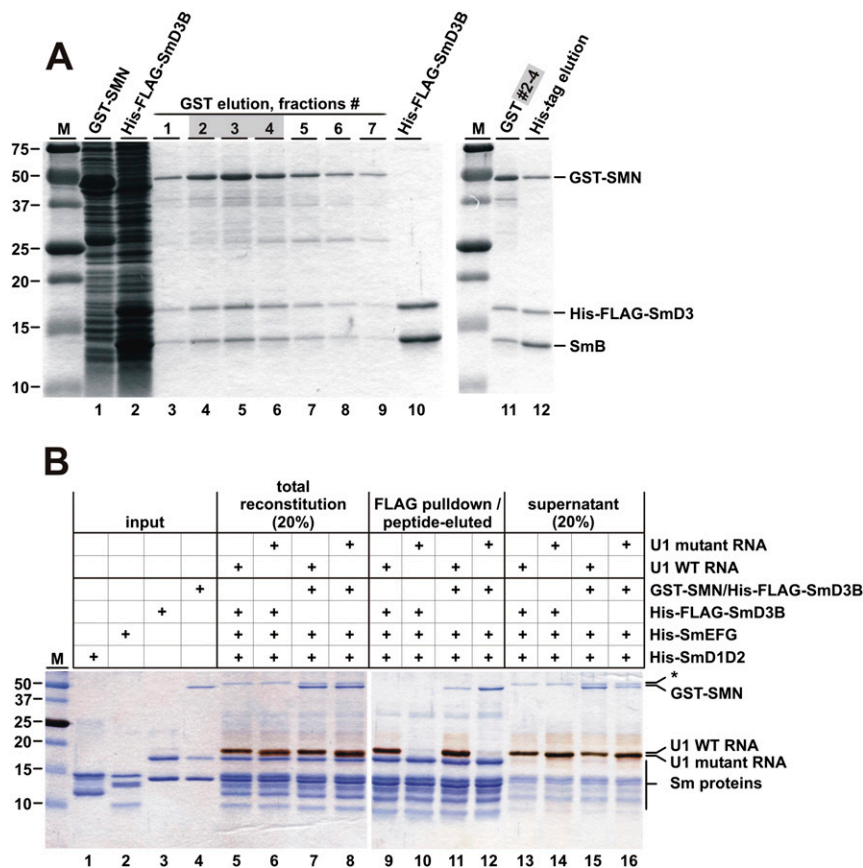 A
GST-SMN
His-FLAG-SmD3B
GST elution, fractions #
His-FLAG-SmD3B
GST #2-4
His-tag elution
M 1 2 3 4 5 6 7 M
75
50
37
25
20
15
10
GST-SMN
His-FLAG-SmD3
SmB
1 2 3 4 5 6 7 8 9 10 11 12
B
input
total reconstitution (20%)
FLAG pulldown / peptide-eluted
supernatant (20%)
+ + + + + + U1 mutant RNA
+ + + + + + U1 WT RNA
+ + + + + + + GST-SMN/His-FLAG-SmD3B
+ + + + + + + His-FLAG-SmD3B
+ + + + + + + + + + + + + His-SmEFG
M + + + + + + + + + + + + + His-SmD1D2
50
37
25
20
15
10
*
GST-SMN
U1 WT RNA
U1 mutant RNA
Sm proteins
1 2 3 4 5 6 7 8 9 10 11 12 13 14 15 16